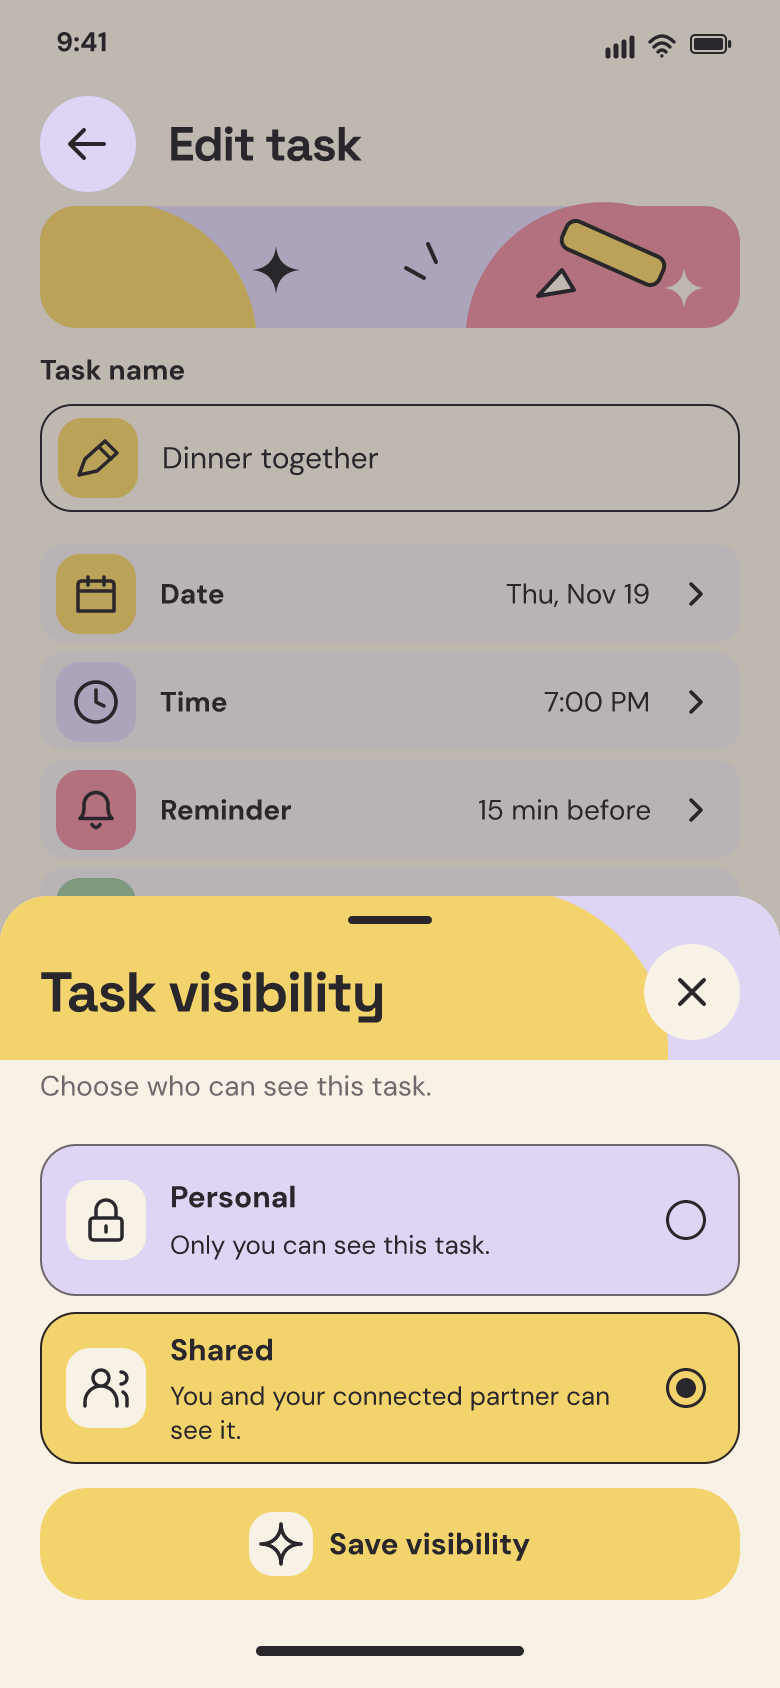 9:41
Edit task
Task name
Dinner together
Date
Thu, Nov 19
Time
7:00 PM
Reminder
15 min before
Task visibility
Choose who can see this task.
Personal
Only you can see this task.
Shared
You and your connected partner can
see it.
Save visibility